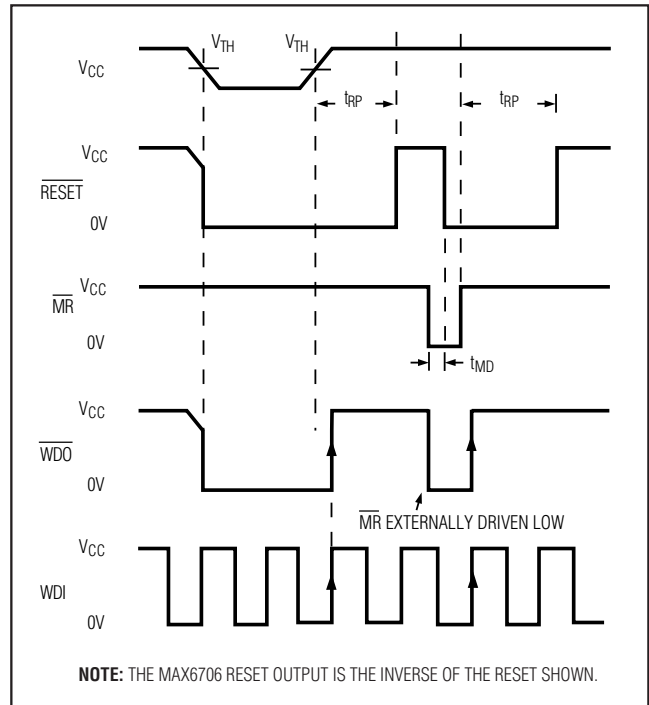 VTH VTH
VCC
tRP tRP
VCC
RESET
0V
VCC
MR
0V
tMD
VCC
WDO
0V
MR EXTERNALLY DRIVEN LOW
VCC
WDI
0V
NOTE: THE MAX6706 RESET OUTPUT IS THE INVERSE OF THE RESET SHOWN.